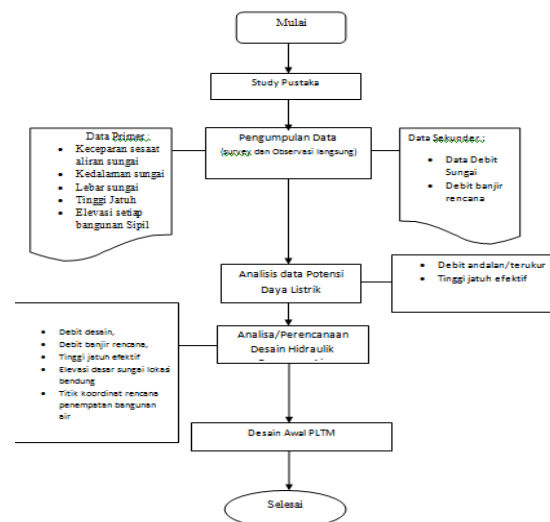 Mulai
Study Pustaka
Data Primer :
Keceparan sesaat
aliran sungai
Kedalaman sungai
Lebar sungai
Tinggi Jatuh
Elevasi setiap
bangunan Sipil
Pengumpulan Data
(survey dan Observasi langsung)
Data Sekunder :
Data Debit
Sungai
Debit banjir
rencana
Analisis data Potensi
Daya Listrik
Debit andalan/terukur
Tinggi jatuh efektif
Debit desain,
Debit banjir rencana,
Tinggi jatuh efektif
Elevasi dasar sungai lokasi
bendung
Titik koordinat rencana
penempatan bangunan
air
Analisa/Perencanaan
Desain Hidraulik
Desain Awal PLTM
Selesai